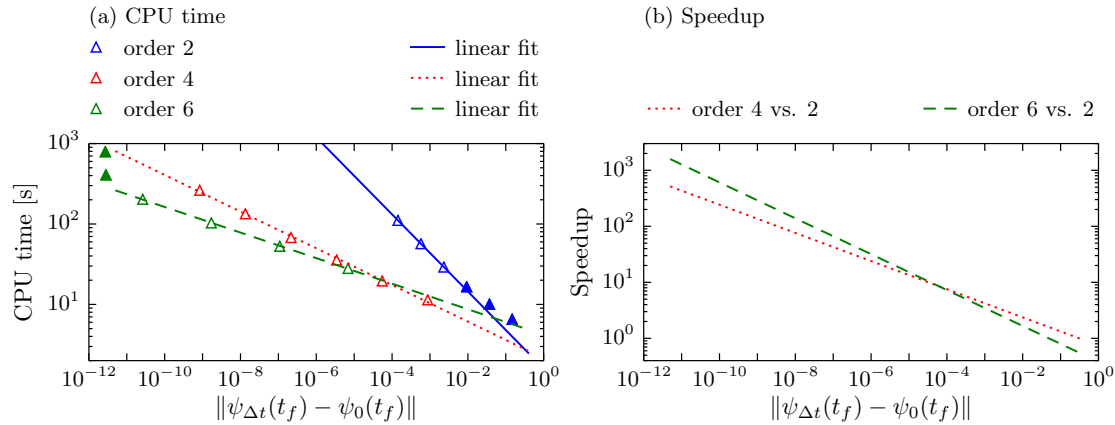 (a) CPU time
order 2
linear fit
order 4
linear fit
order 6
linear fit
10^3
10^2
10^1
CPU time [s]
10^−12 10^−10 10^−8 10^−6 10^−4 10^−2 10^0
‖ψ_Δt(t_f) − ψ_0(t_f)‖
(b) Speedup
order 4 vs. 2
order 6 vs. 2
10^3
10^2
10^1
10^0
Speedup
10^−12 10^−10 10^−8 10^−6 10^−4 10^−2 10^0
‖ψ_Δt(t_f) − ψ_0(t_f)‖